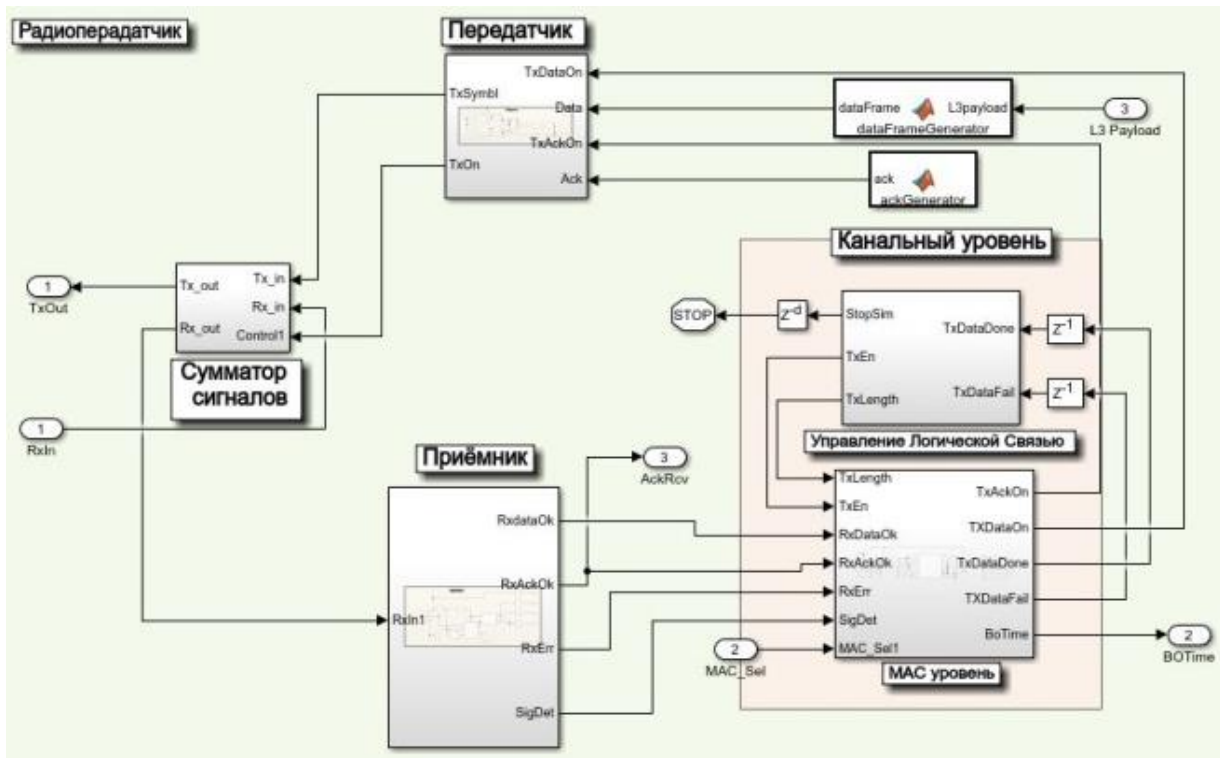 Радиоперадатчик
Передатчик
TxDataOn
TxSymbl
Data
TxAckOn
TxOn
Ack
dataFrame
L3payload
dataFrameGenerator
3
L3 Payload
ack
ackGenerator
Канальный уровень
1
TxOut
Tx_out
Tx_in
Rx_in
Rx_out
Control1
Сумматор
сигналов
1
RxIn
STOP
Z-d
StopSim
TxDataDone
Z-1
TxEn
TxDataFail
Z-1
TxLength
Управление Логической Связью
Приёмник
3
AckRcv
RxdataOk
RxAckOk
RxIn1
RxErr
SigDet
TxLength
TxAckOn
TxEn
TXDataOn
RxDataOk
RxAckOk
TxDataDone
RxErr
TXDataFail
SigDet
BoTime
MAC_Sel1
2
MAC_Sel
2
BOTime
MAC уровень